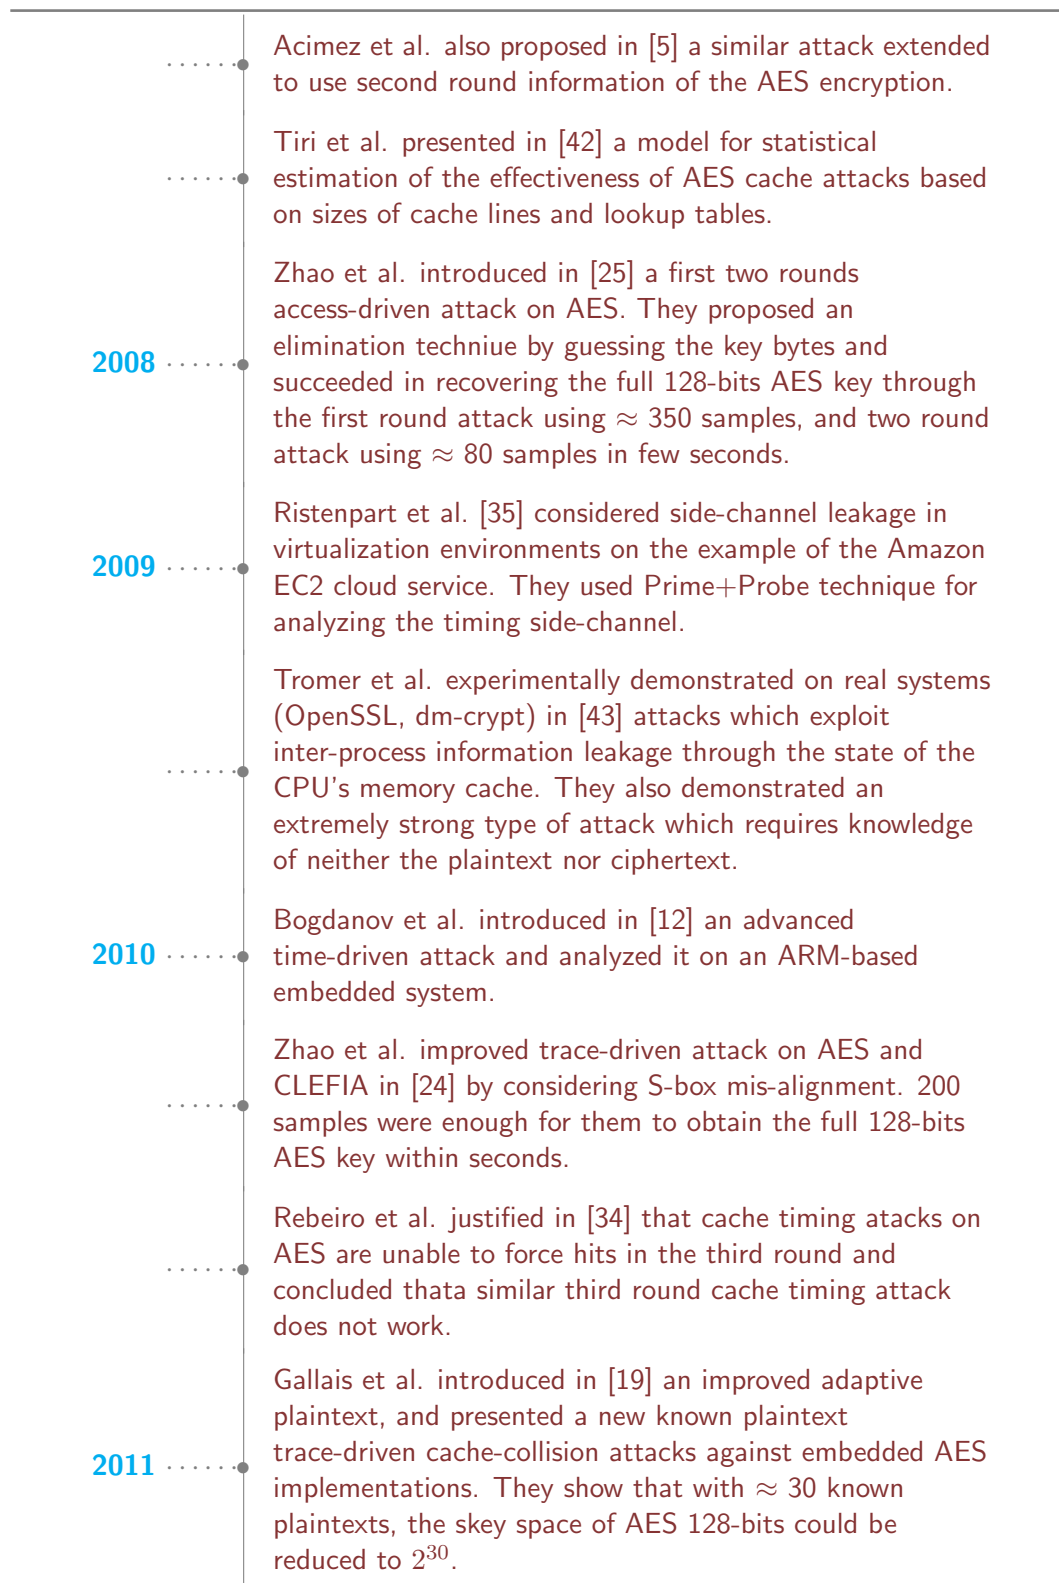 Acimez et al. also proposed in [5] a similar attack extended
to use second round information of the AES encryption.
Tiri et al. presented in [42] a model for statistical
estimation of the effectiveness of AES cache attacks based
on sizes of cache lines and lookup tables.
2008
Zhao et al. introduced in [25] a first two rounds
access-driven attack on AES. They proposed an
elimination techniue by guessing the key bytes and
succeeded in recovering the full 128-bits AES key through
the first round attack using ≈ 350 samples, and two round
attack using ≈ 80 samples in few seconds.
2009
Ristenpart et al. [35] considered side-channel leakage in
virtualization environments on the example of the Amazon
EC2 cloud service. They used Prime+Probe technique for
analyzing the timing side-channel.
Tromer et al. experimentally demonstrated on real systems
(OpenSSL, dm-crypt) in [43] attacks which exploit
inter-process information leakage through the state of the
CPU's memory cache. They also demonstrated an
extremely strong type of attack which requires knowledge
of neither the plaintext nor ciphertext.
2010
Bogdanov et al. introduced in [12] an advanced
time-driven attack and analyzed it on an ARM-based
embedded system.
Zhao et al. improved trace-driven attack on AES and
CLEFIA in [24] by considering S-box mis-alignment. 200
samples were enough for them to obtain the full 128-bits
AES key within seconds.
Rebeiro et al. justified in [34] that cache timing atacks on
AES are unable to force hits in the third round and
concluded thata similar third round cache timing attack
does not work.
2011
Gallais et al. introduced in [19] an improved adaptive
plaintext, and presented a new known plaintext
trace-driven cache-collision attacks against embedded AES
implementations. They show that with ≈ 30 known
plaintexts, the skey space of AES 128-bits could be
reduced to 2³⁰.